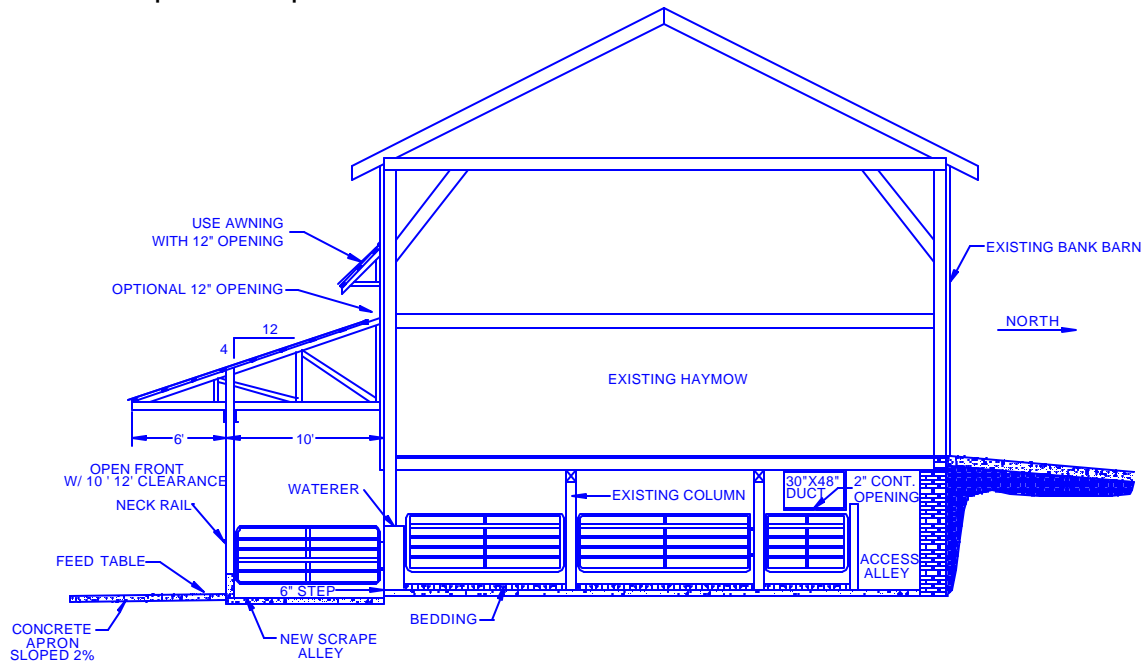 USE AWNING
WITH 12" OPENING
EXISTING BANK BARN
OPTIONAL 12" OPENING
NORTH
12
4
EXISTING HAYMOW
6'
10'
OPEN FRONT
W/ 10 ' 12' CLEARANCE
WATERER
EXISTING COLUMN
30"X48"
DUCT
2" CONT.
OPENING
NECK RAIL
FEED TABLE
ACCESS
ALLEY
6" STEP
BEDDING
CONCRETE
APRON
SLOPED 2%
NEW SCRAPE
ALLEY